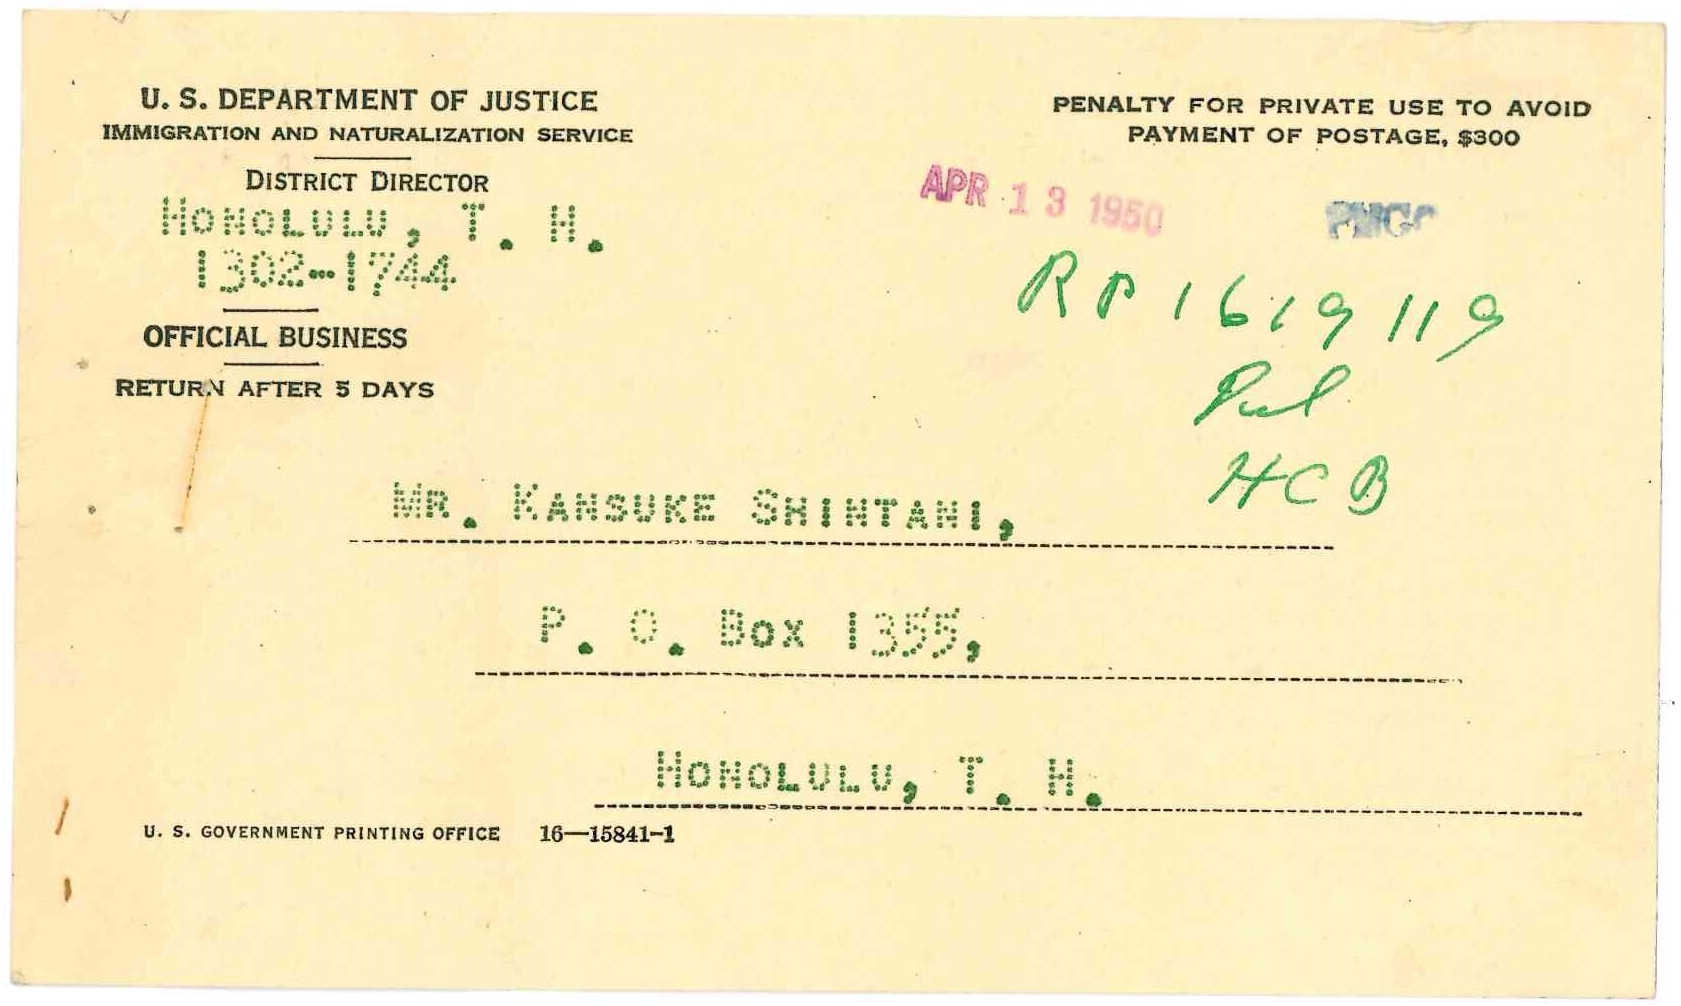 U. S. DEPARTMENT OF JUSTICE
IMMIGRATION AND NATURALIZATION SERVICE
DISTRICT DIRECTOR
HONOLULU, T. H.
1302-1744
OFFICIAL BUSINESS
RETURN AFTER 5 DAYS
PENALTY FOR PRIVATE USE TO AVOID
PAYMENT OF POSTAGE, $300
APR 13 1950
RP 1619119
HCB
MR. KANSUKE SHINTANI,
P. O. BOX 1355,
HONOLULU, T. H.
U. S. GOVERNMENT PRINTING OFFICE 16—15841-1